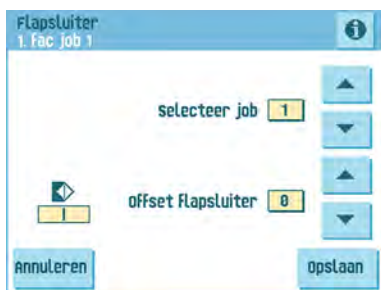 Flapsluiter
1. Fac job 1
Selecteer job 1
Offset Flapsluiter 0
Annuleren
Opslaan